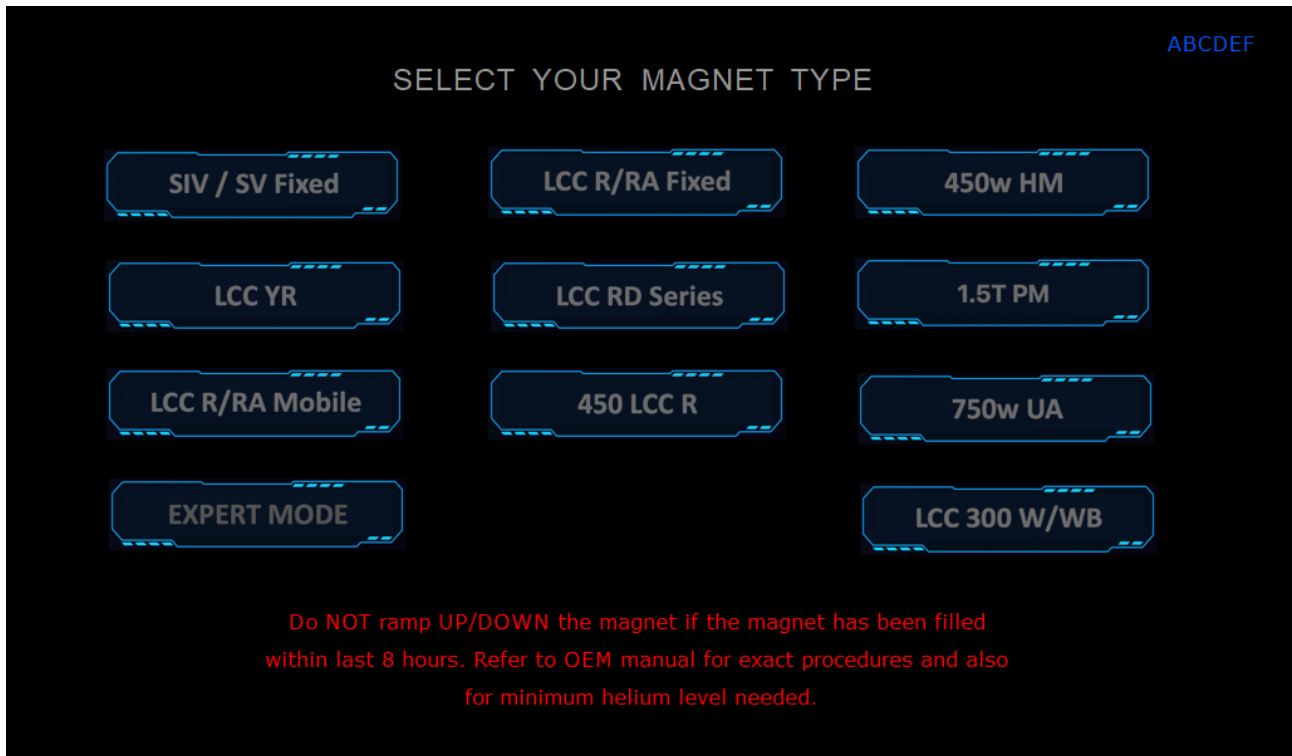 ABCDEF
SELECT YOUR MAGNET TYPE
SIV / SV Fixed
LCC R/RA Fixed
450w HM
LCC YR
LCC RD Series
1.5T PM
LCC R/RA Mobile
450 LCC R
750w UA
EXPERT MODE
LCC 300 W/WB
Do NOT ramp UP/DOWN the magnet if the magnet has been filled
within last 8 hours. Refer to OEM manual for exact procedures and also
for minimum helium level needed.